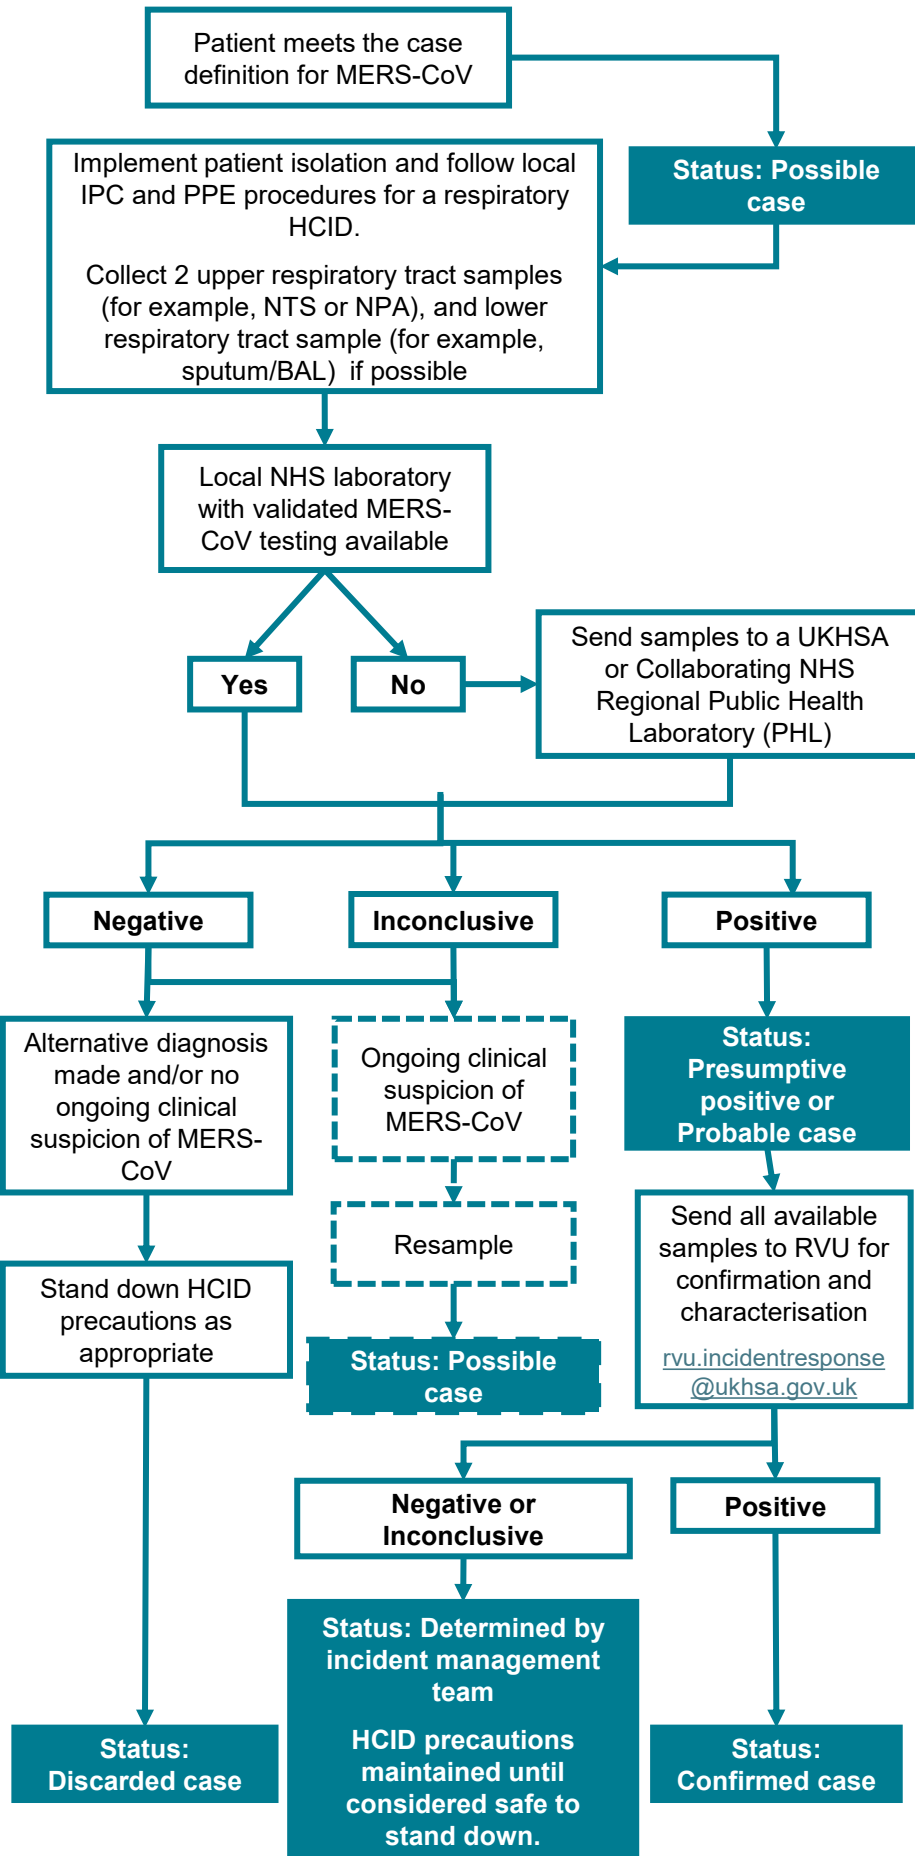 Patient meets the case
definition for MERS-CoV
Status: Possible
case
Implement patient isolation and follow local
IPC and PPE procedures for a respiratory
HCID.
Collect 2 upper respiratory tract samples
(for example, NTS or NPA), and lower
respiratory tract sample (for example,
sputum/BAL) if possible
Local NHS laboratory
with validated MERS-
CoV testing available
Yes
No
Send samples to a UKHSA
or Collaborating NHS
Regional Public Health
Laboratory (PHL)
Negative
Inconclusive
Positive
Alternative diagnosis
made and/or no
ongoing clinical
suspicion of MERS-
CoV
Ongoing clinical
suspicion of
MERS-CoV
Status:
Presumptive
positive or
Probable case
Resample
Send all available
samples to RVU for
confirmation and
characterisation
rvu.incidentresponse
@ukhsa.gov.uk
Stand down HCID
precautions as
appropriate
Status: Possible
case
Negative or
Inconclusive
Positive
Status: Determined by
incident management
team
HCID precautions
maintained until
considered safe to
stand down.
Status:
Discarded case
Status:
Confirmed case